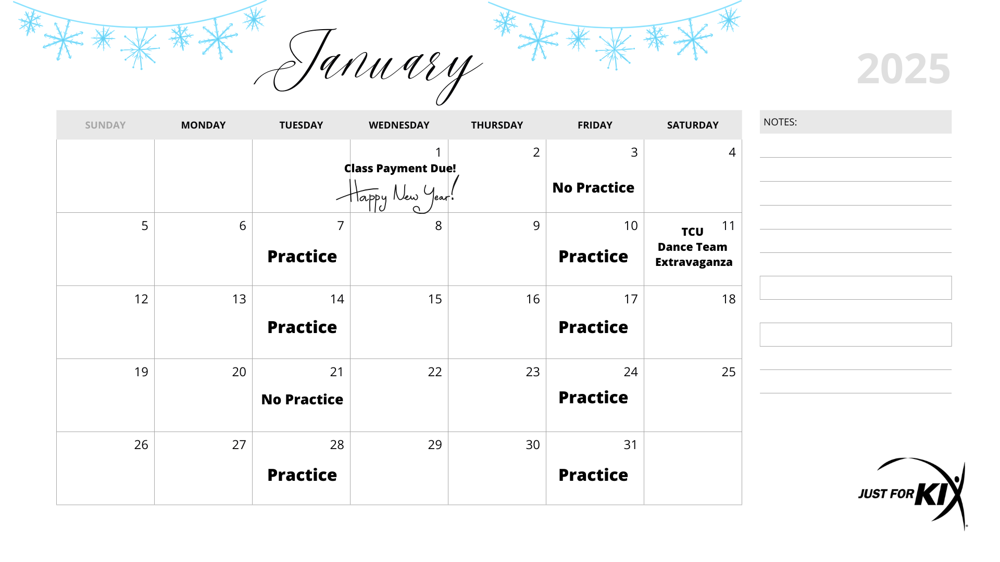 January
2025
SUNDAY MONDAY TUESDAY WEDNESDAY THURSDAY FRIDAY SATURDAY
NOTES:
1 2 3 4
Class Payment Due!
Happy New Year!
No Practice
5 6 7 8 9 10 11
TCU
Dance Team
Extravaganza
Practice Practice
12 13 14 15 16 17 18
Practice Practice
19 20 21 22 23 24 25
No Practice Practice
26 27 28 29 30 31
Practice Practice
JUST FOR KIX